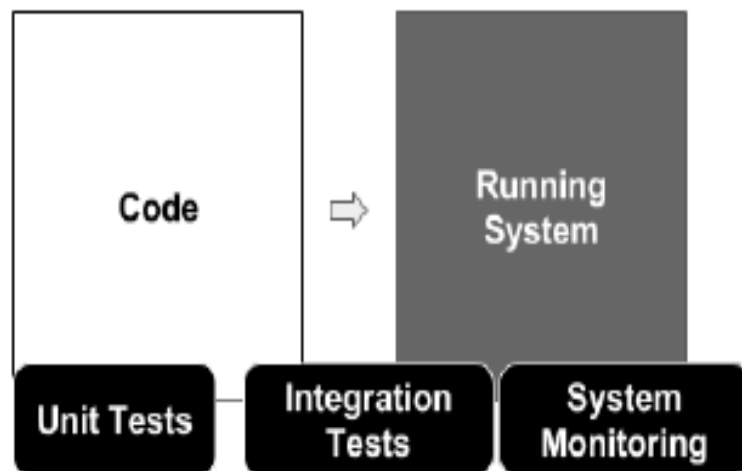 Code
Running
System
Unit Tests
Integration
Tests
System
Monitoring